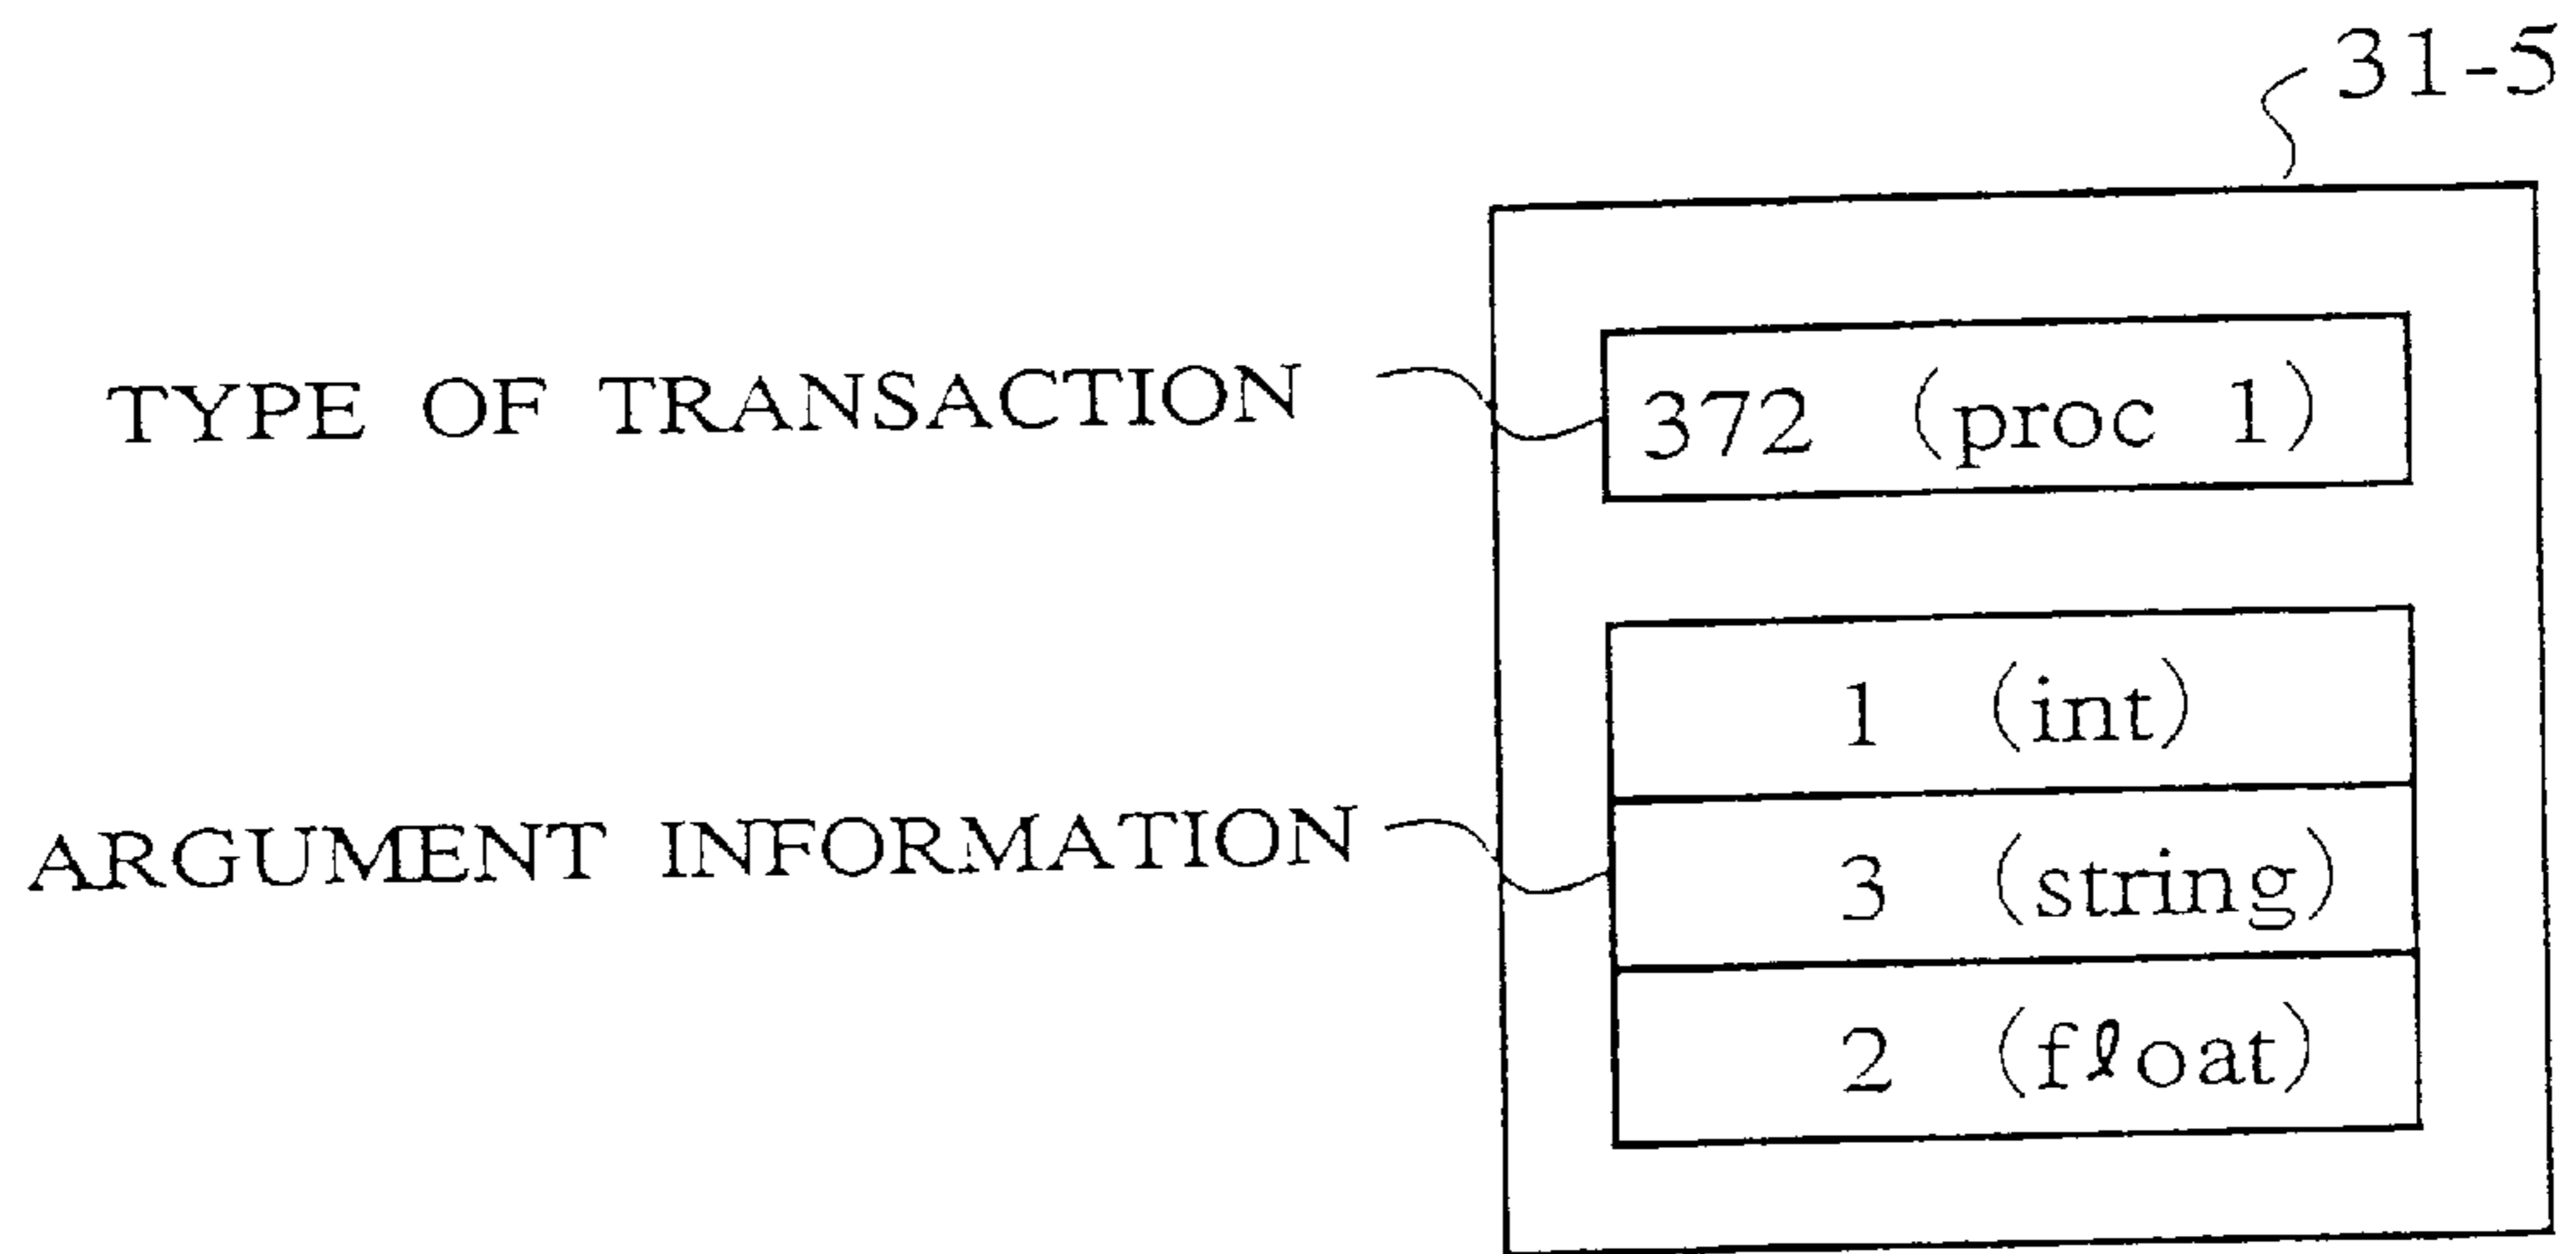 31-5
TYPE OF TRANSACTION
372 (proc 1)
1 (int)
ARGUMENT INFORMATION
3 (string)
2 (float)